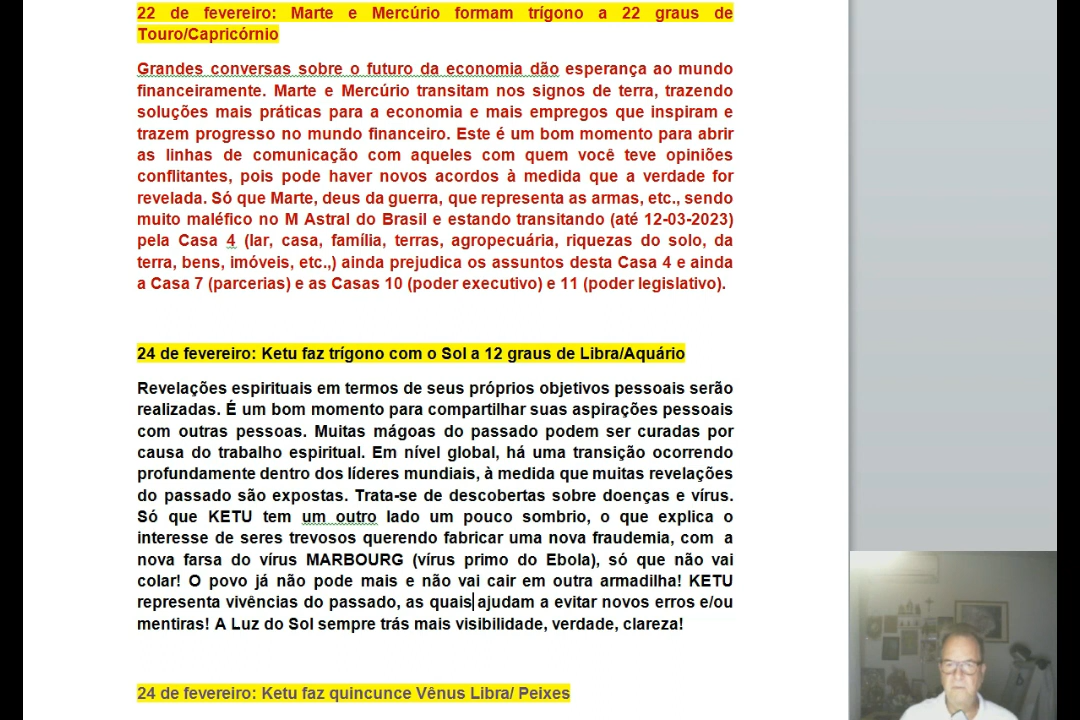 22 de fevereiro: Marte e Mercúrio formam trígono a 22 graus de
Touro/Capricórnio
Grandes conversas sobre o futuro da economia dão esperança ao mundo
financeiramente. Marte e Mercúrio transitam nos signos de terra, trazendo
soluções mais práticas para a economia e mais empregos que inspiram e
trazem progresso no mundo financeiro. Este é um bom momento para abrir
as linhas de comunicação com aqueles com quem você teve opiniões
conflitantes, pois pode haver novos acordos à medida que a verdade for
revelada. Só que Marte, deus da guerra, que representa as armas, etc., sendo
muito maléfico no M Astral do Brasil e estando transitando (até 12-03-2023)
pela Casa 4 (lar, casa, família, terras, agropecuária, riquezas do solo, da
terra, bens, imóveis, etc.,) ainda prejudica os assuntos desta Casa 4 e ainda
a Casa 7 (parcerias) e as Casas 10 (poder executivo) e 11 (poder legislativo).
24 de fevereiro: Ketu faz trígono com o Sol a 12 graus de Libra/Aquário
Revelações espirituais em termos de seus próprios objetivos pessoais serão
realizadas. É um bom momento para compartilhar suas aspirações pessoais
com outras pessoas. Muitas mágoas do passado podem ser curadas por
causa do trabalho espiritual. Em nível global, há uma transição ocorrendo
profundamente dentro dos líderes mundiais, à medida que muitas revelações
do passado são expostas. Trata-se de descobertas sobre doenças e vírus.
Só que KETU tem um outro lado um pouco sombrio, o que explica o
interesse de seres trevosos querendo fabricar uma nova fraudemia, com a
nova farsa do vírus MARBOURG (vírus primo do Ebola), só que não vai
colar! O povo já não pode mais e não vai cair em outra armadilha! KETU
representa vivências do passado, as quais ajudam a evitar novos erros e/ou
mentiras! A Luz do Sol sempre trás mais visibilidade, verdade, clareza!
24 de fevereiro: Ketu faz quincunce Vênus Libra/ Peixes